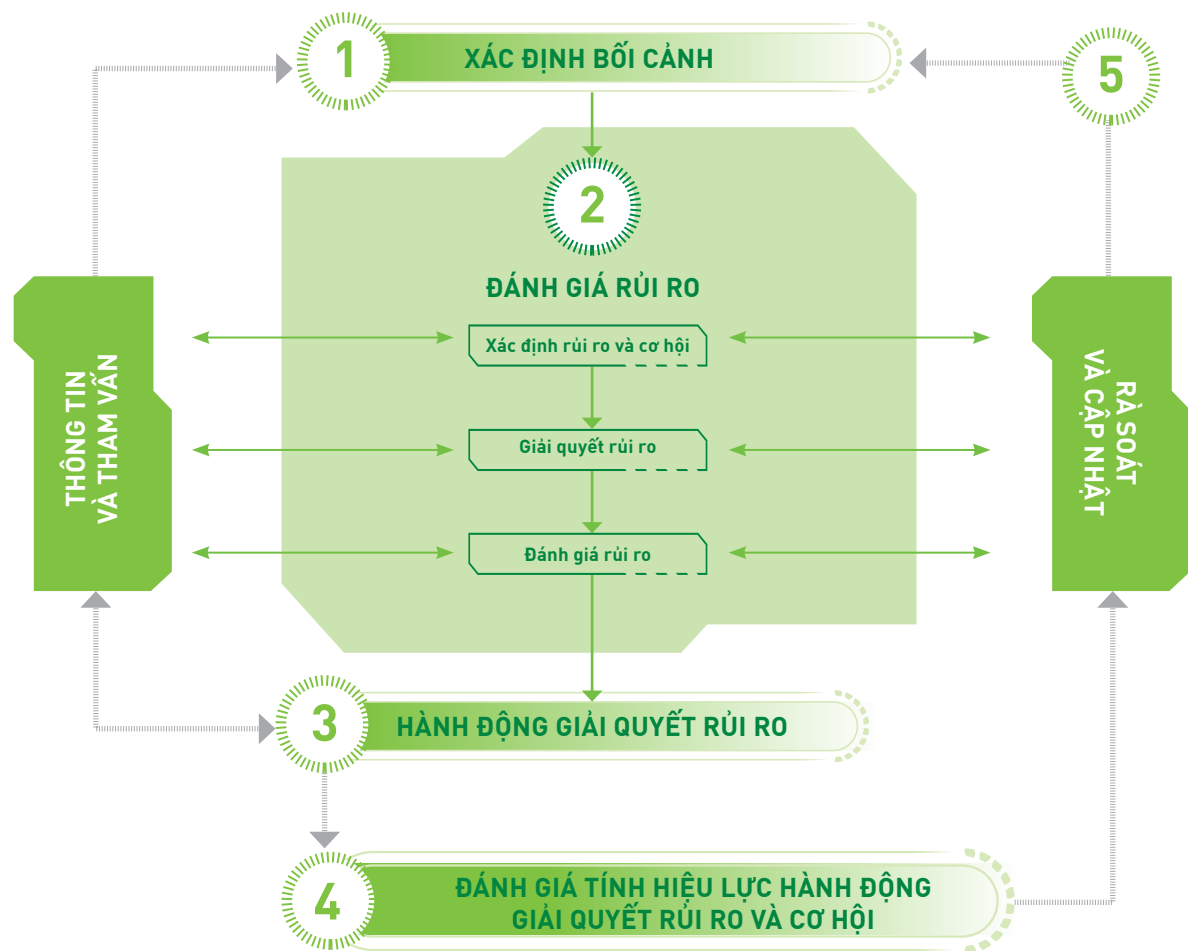 1
XÁC ĐỊNH BỐI CẢNH
5
2
ĐÁNH GIÁ RỦI RO
Xác định rủi ro và cơ hội
Giải quyết rủi ro
Đánh giá rủi ro
THÔNG TIN
VÀ THAM VẤN
RÀ SOÁT
VÀ CẬP NHẬT
3
HÀNH ĐỘNG GIẢI QUYẾT RỦI RO
4
ĐÁNH GIÁ TÍNH HIỆU LỰC HÀNH ĐỘNG
GIẢI QUYẾT RỦI RO VÀ CƠ HỘI